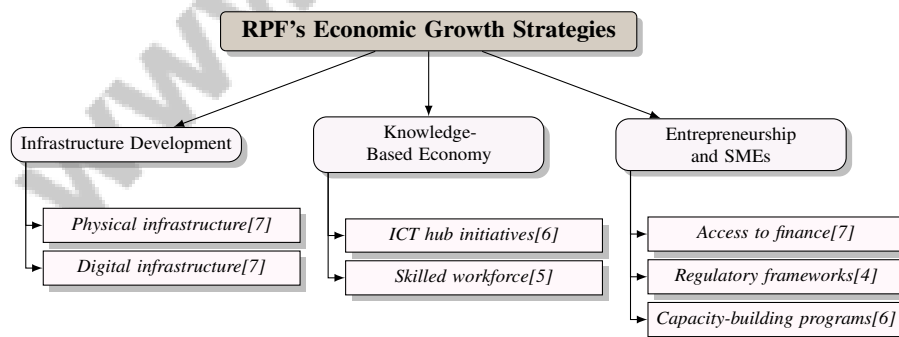 RPF's Economic Growth Strategies
Infrastructure Development
Physical infrastructure[7]
Digital infrastructure[7]
Knowledge-
Based Economy
ICT hub initiatives[6]
Skilled workforce[5]
Entrepreneurship
and SMEs
Access to finance[7]
Regulatory frameworks[4]
Capacity-building programs[6]
www